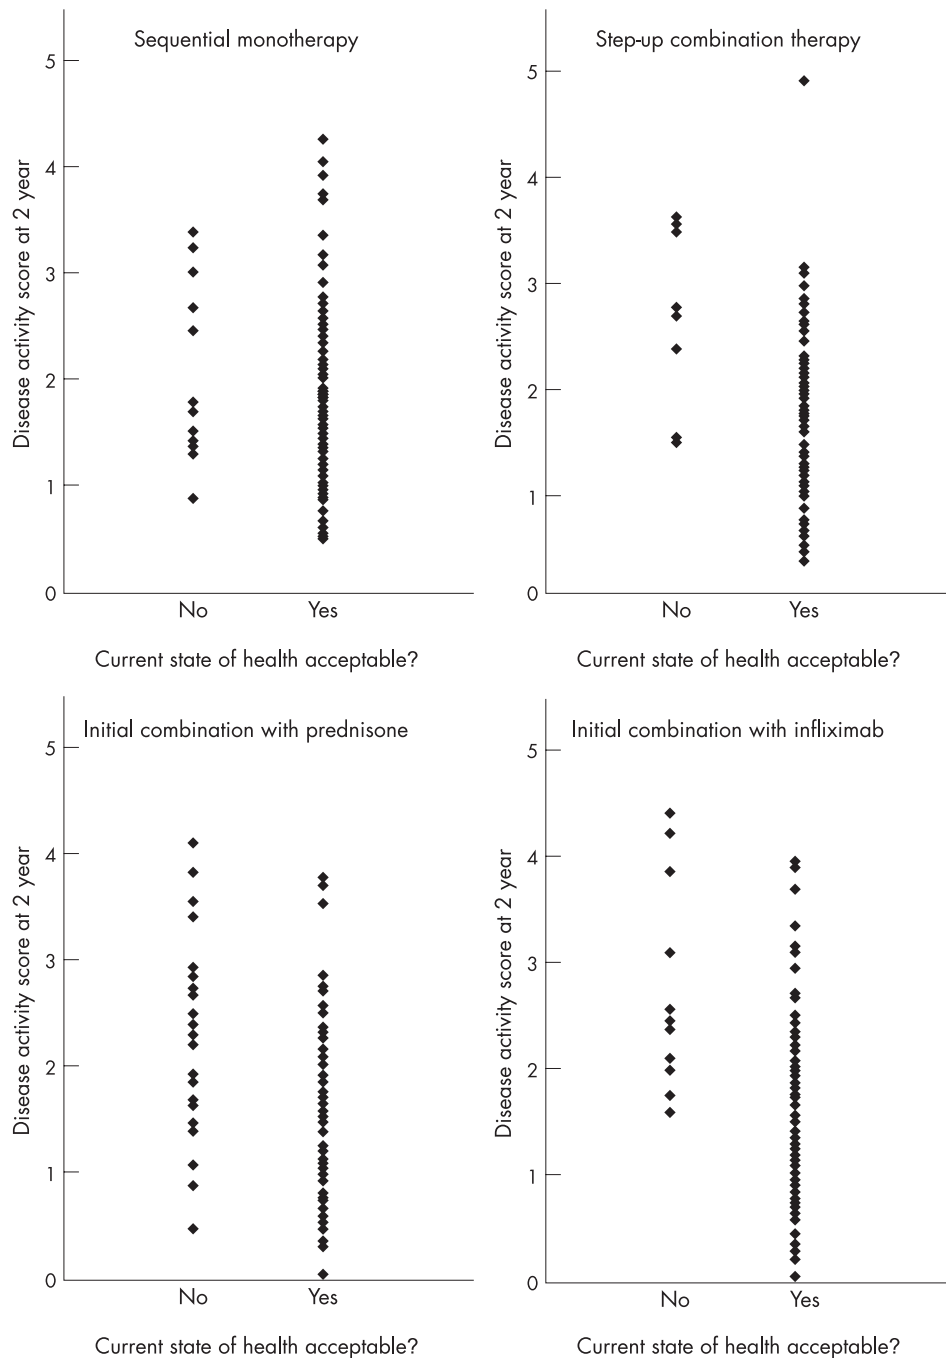 Sequential monotherapy
5
4
3
2
1
0
Disease activity score at 2 year
No Yes
Current state of health acceptable?
Step-up combination therapy
5
4
3
2
1
0
Disease activity score at 2 year
No Yes
Current state of health acceptable?
Initial combination with prednisone
5
4
3
2
1
0
Disease activity score at 2 year
No Yes
Current state of health acceptable?
Initial combination with infliximab
5
4
3
2
1
0
Disease activity score at 2 year
No Yes
Current state of health acceptable?